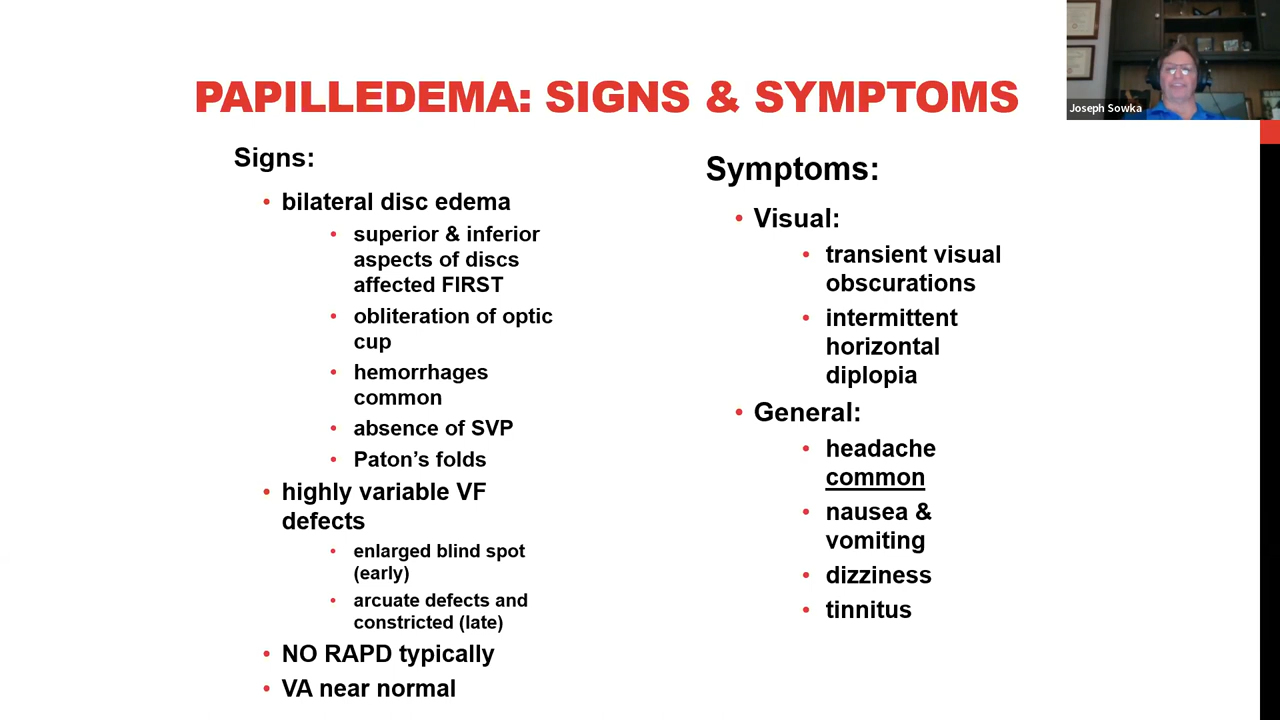 PAPILLEDEMA: SIGNS & SYMPTOMS
Joseph Sowka
Signs:
• bilateral disc edema
• superior & inferior
aspects of discs
affected FIRST
• obliteration of optic
cup
• hemorrhages
common
• absence of SVP
• Paton’s folds
• highly variable VF
defects
• enlarged blind spot
(early)
• arcuate defects and
constricted (late)
• NO RAPD typically
• VA near normal
Symptoms:
• Visual:
• transient visual
obscurations
• intermittent
horizontal
diplopia
• General:
• headache
common
• nausea &
vomiting
• dizziness
• tinnitus